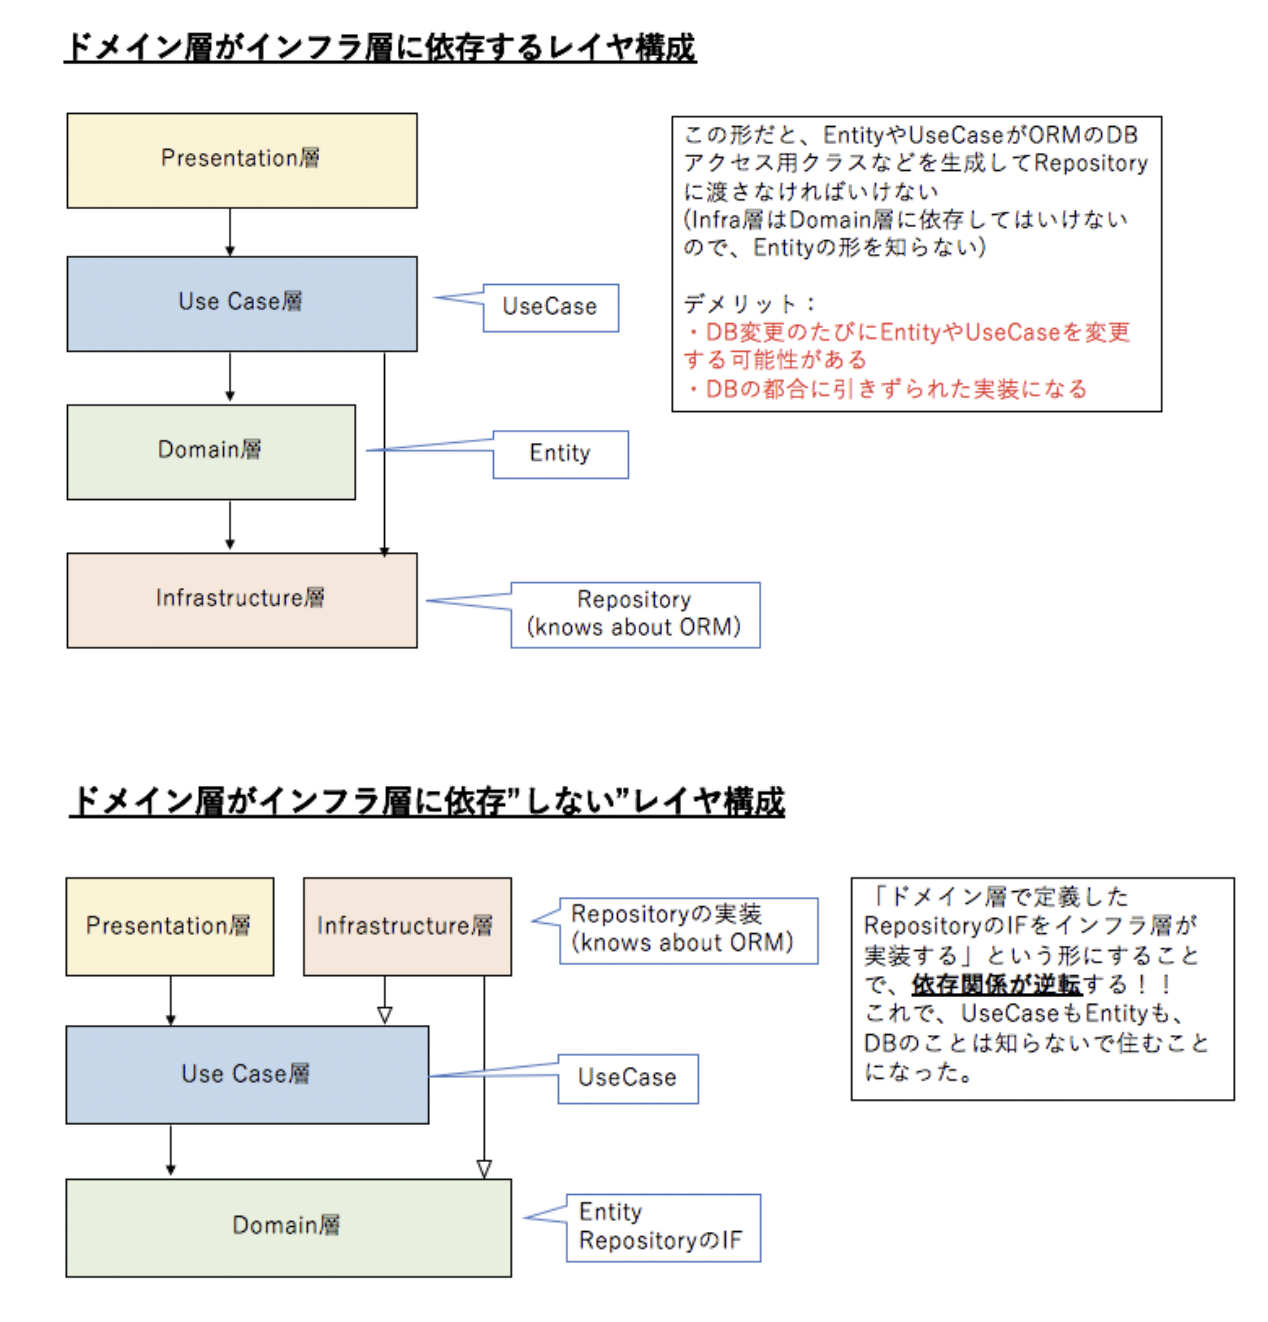 ドメイン層がインフラ層に依存するレイヤ構成
Presentation層
Use Case層
UseCase
Domain層
Entity
Infrastructure層
Repository
(knows about ORM)
この形だと、EntityやUseCaseがORMのDB
アクセス用クラスなどを生成してRepository
に渡さなければいけない
(Infra層はDomain層に依存してはいけない
ので、Entityの形を知らない)
デメリット：
・DB変更のたびにEntityやUseCaseを変更
する可能性がある
・DBの都合に引きずられた実装になる
ドメイン層がインフラ層に依存”しない”レイヤ構成
Presentation層
Infrastructure層
Repositoryの実装
(knows about ORM)
Use Case層
UseCase
Domain層
Entity
RepositoryのIF
「ドメイン層で定義した
RepositoryのIFをインフラ層が
実装する」という形にすること
で、依存関係が逆転する！！
これで、UseCaseもEntityも、
DBのことは知らないで住むこと
になった。